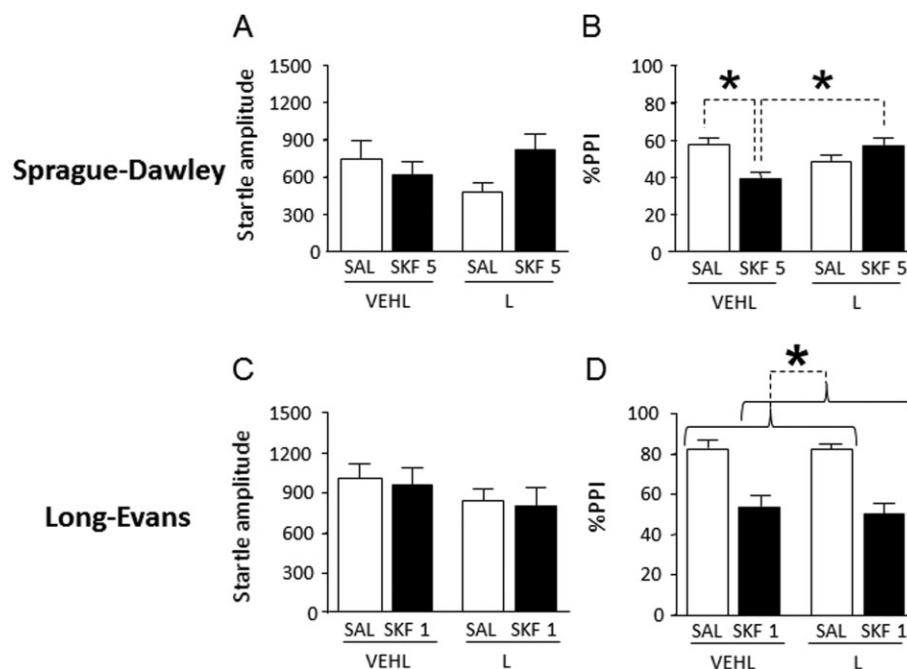 A
B
Startle amplitude
1500
1200
900
600
300
0
SAL SKF 5 SAL SKF 5
VEHL L
%PPI
100
80
60
40
20
0
* *
SAL SKF 5 SAL SKF 5
VEHL L
Sprague-Dawley
C
D
Startle amplitude
1500
1200
900
600
300
0
SAL SKF 1 SAL SKF 1
VEHL L
%PPI
100
80
60
40
20
0
*
SAL SKF 1 SAL SKF 1
VEHL L
Long-Evans